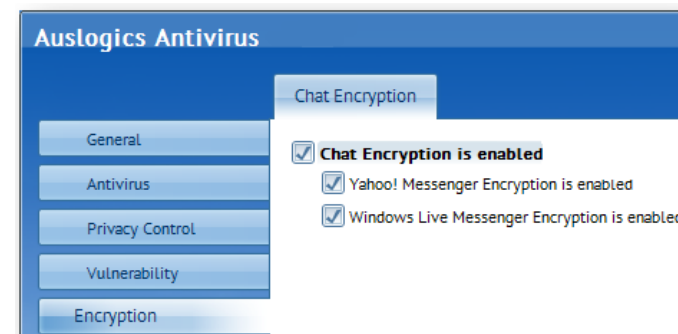 Auslogics Antivirus
Chat Encryption
General
Antivirus
Privacy Control
Vulnerability
Encryption
Chat Encryption is enabled
Yahoo! Messenger Encryption is enabled
Windows Live Messenger Encryption is enabled